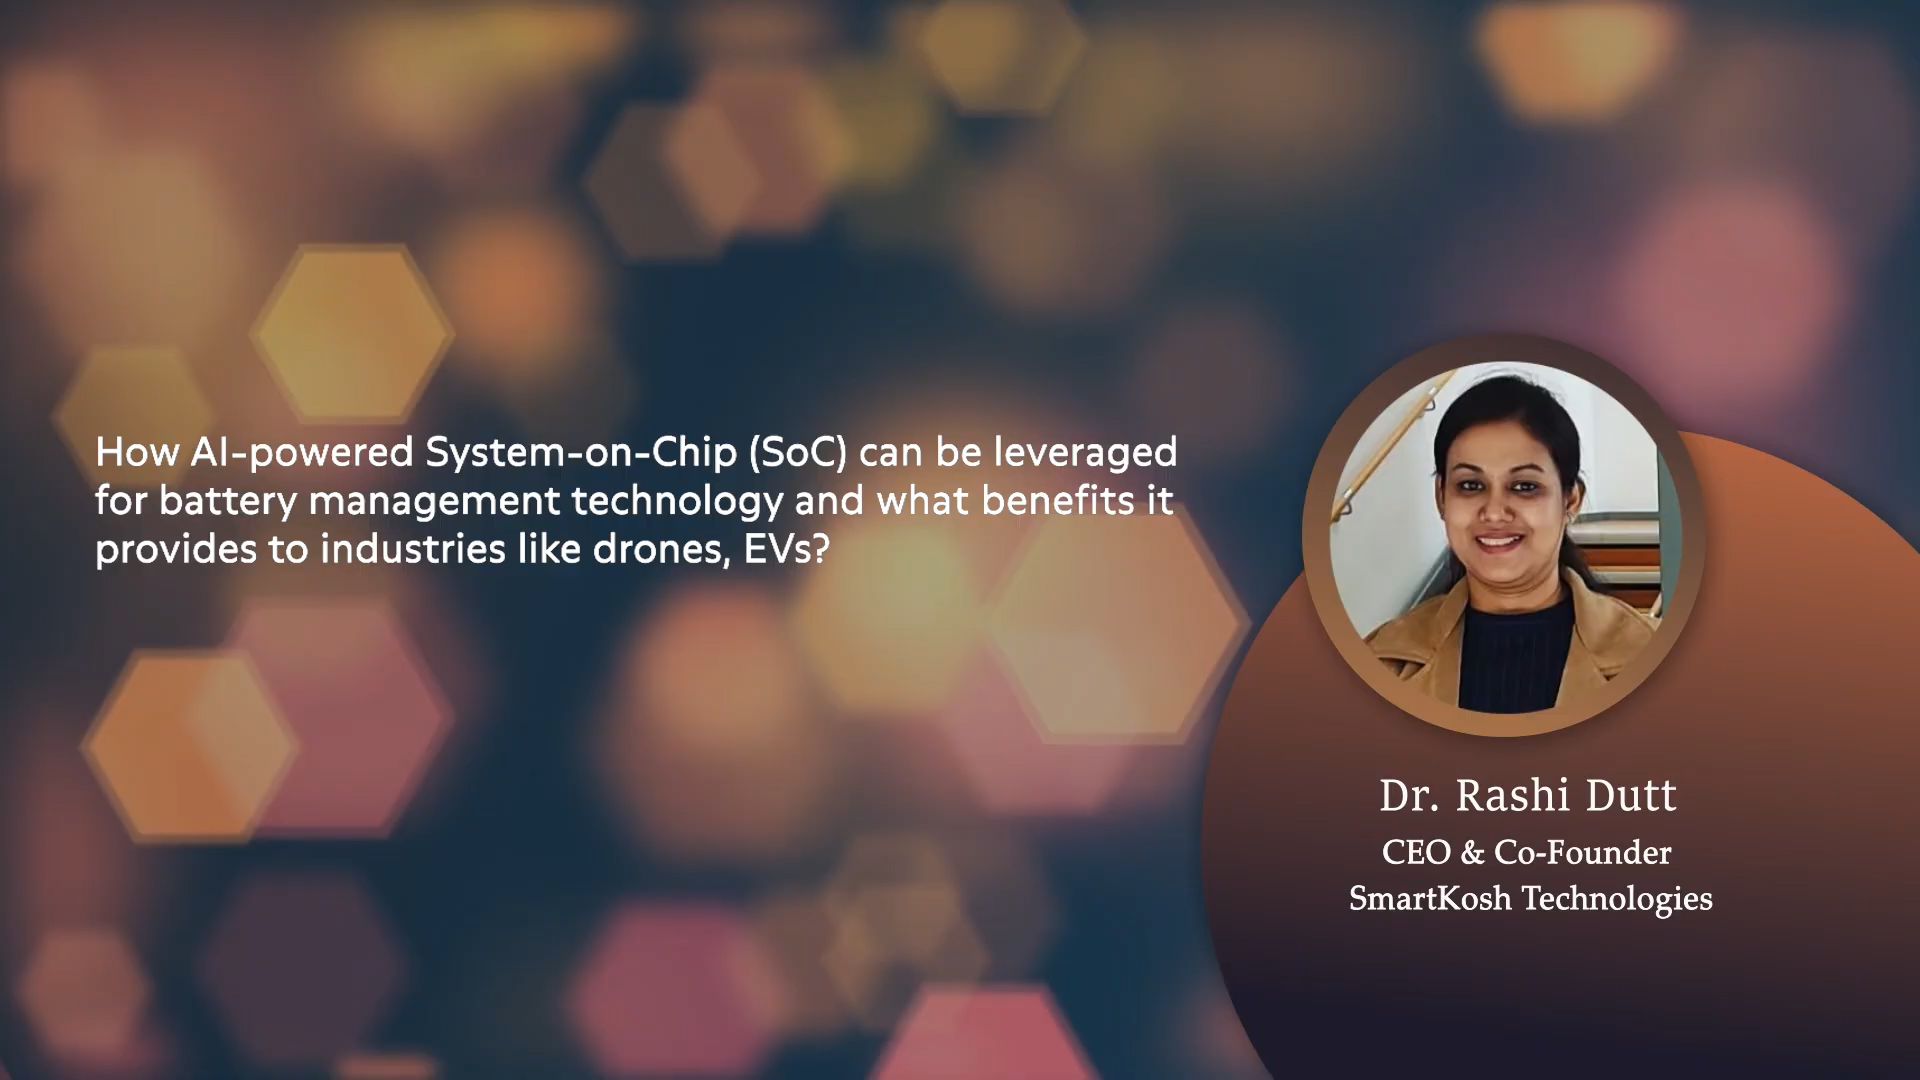 How AI-powered System-on-Chip (SoC) can be leveraged
for battery management technology and what benefits it
provides to industries like drones, EVs?
Dr. Rashi Dutt
CEO & Co-Founder
SmartKosh Technologies